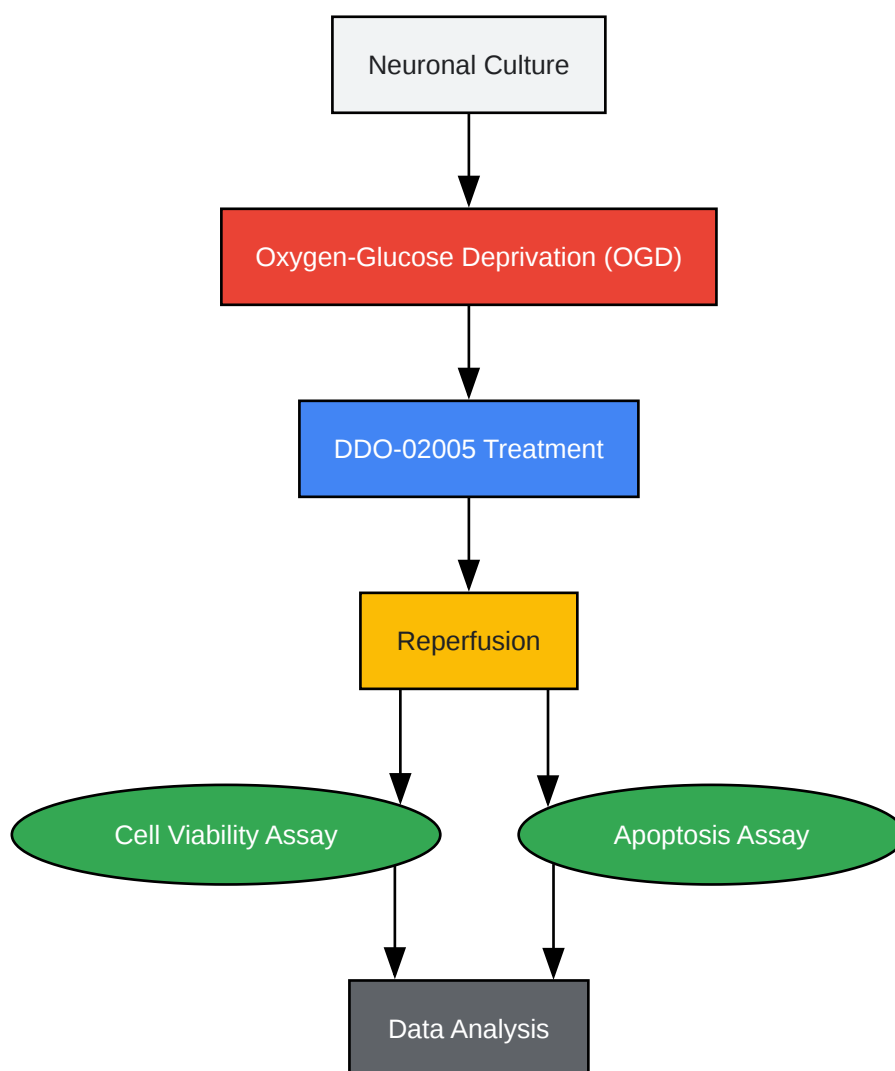 Neuronal Culture
Oxygen-Glucose Deprivation (OGD)
DDO-02005 Treatment
Reperfusion
Cell Viability Assay
Apoptosis Assay
Data Analysis